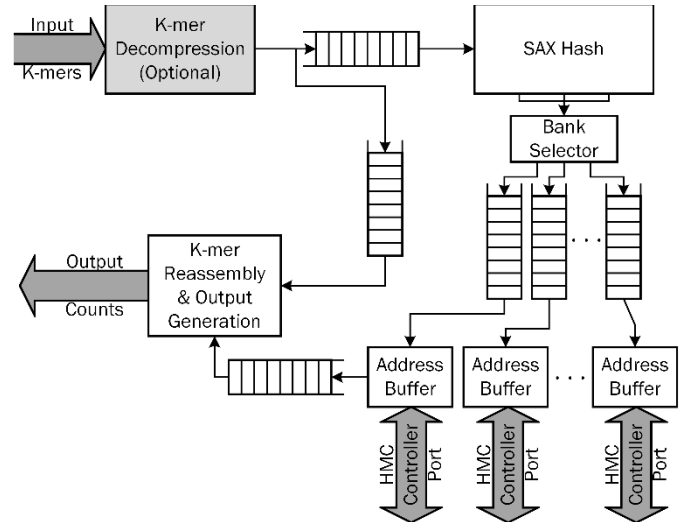 Input
K-mers
K-mer
Decompression
(Optional)
SAX Hash
Bank
Selector
. . .
Output
Counts
K-mer
Reassembly
& Output
Generation
Address
Buffer
Address
Buffer
. . .
Address
Buffer
HMC
Controller
Port
HMC
Controller
Port
HMC
Controller
Port